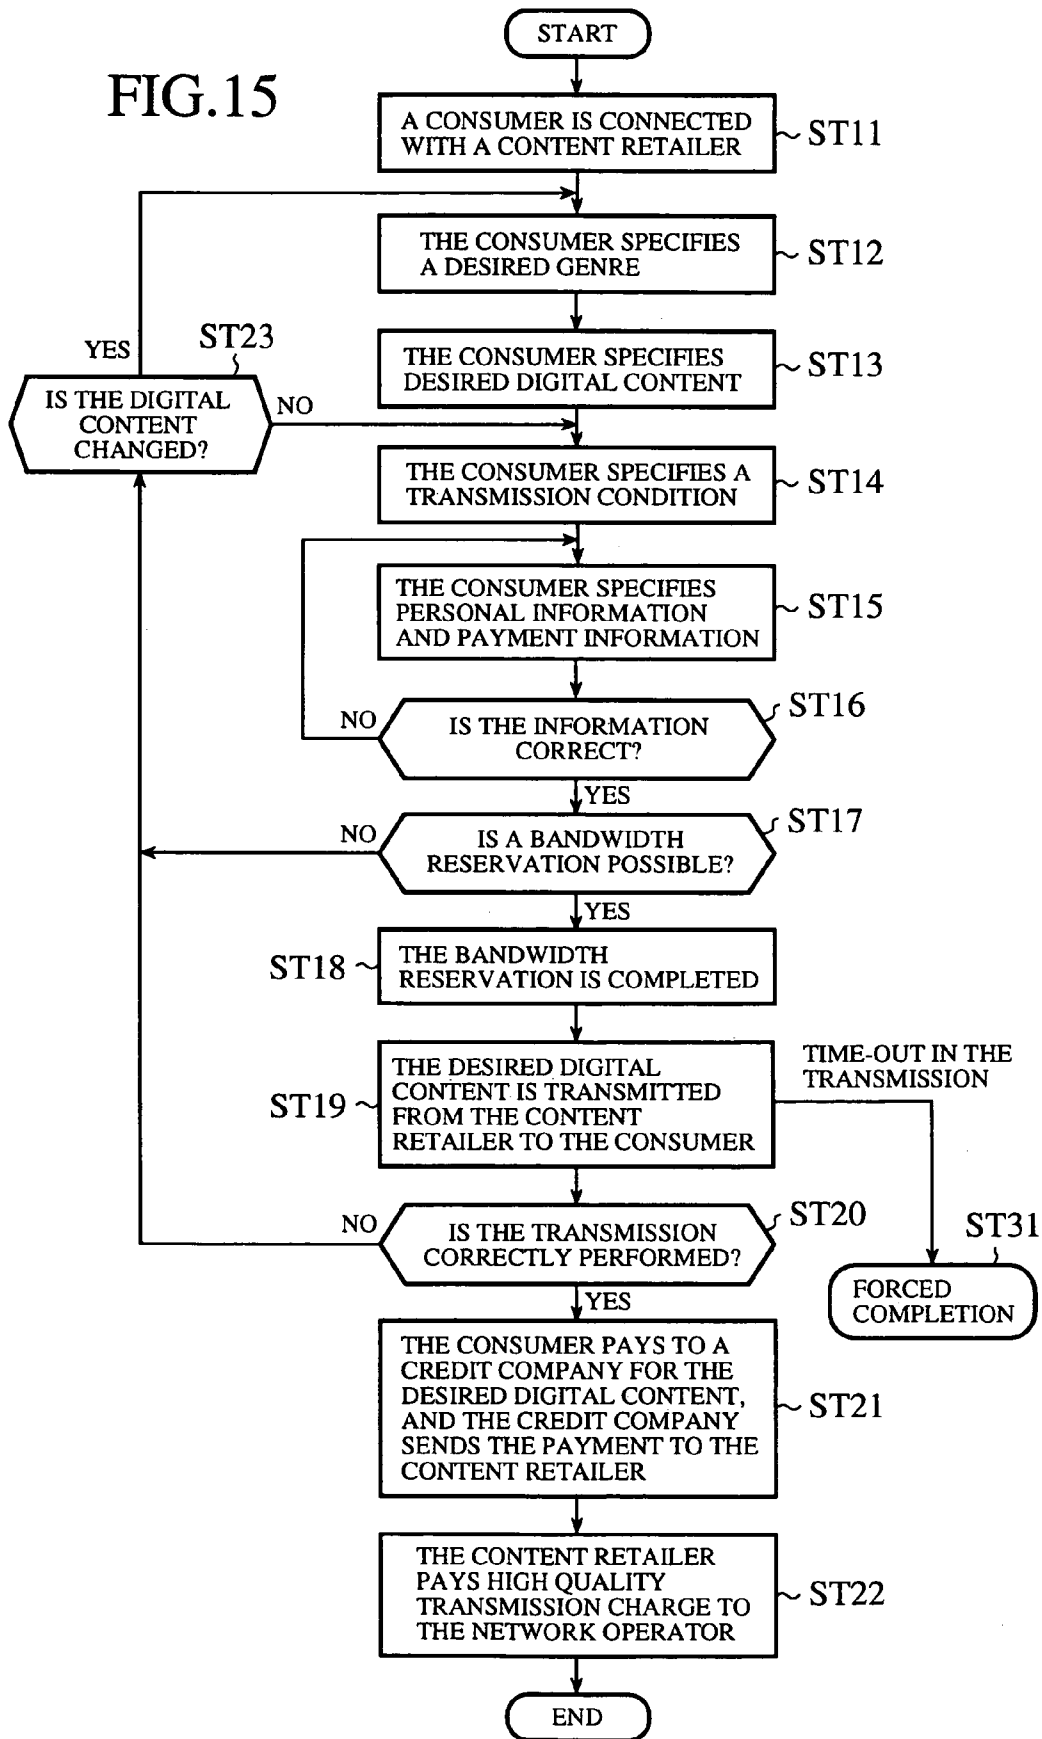 START
FIG.15
A CONSUMER IS CONNECTED
WITH A CONTENT RETAILER
ST11
THE CONSUMER SPECIFIES
A DESIRED GENRE
ST12
YES
ST23
THE CONSUMER SPECIFIES
DESIRED DIGITAL CONTENT
ST13
IS THE DIGITAL
CONTENT
CHANGED?
NO
THE CONSUMER SPECIFIES A
TRANSMISSION CONDITION
ST14
THE CONSUMER SPECIFIES
PERSONAL INFORMATION
AND PAYMENT INFORMATION
ST15
NO
IS THE INFORMATION
CORRECT?
ST16
YES
NO
IS A BANDWIDTH
RESERVATION POSSIBLE?
ST17
YES
ST18
THE BANDWIDTH
RESERVATION IS COMPLETED
ST19
THE DESIRED DIGITAL
CONTENT IS TRANSMITTED
FROM THE CONTENT
RETAILER TO THE CONSUMER
TIME-OUT IN THE
TRANSMISSION
NO
IS THE TRANSMISSION
CORRECTLY PERFORMED?
ST20
ST31
FORCED
COMPLETION
YES
THE CONSUMER PAYS TO A
CREDIT COMPANY FOR THE
DESIRED DIGITAL CONTENT,
AND THE CREDIT COMPANY
SENDS THE PAYMENT TO THE
CONTENT RETAILER
ST21
THE CONTENT RETAILER
PAYS HIGH QUALITY
TRANSMISSION CHARGE TO
THE NETWORK OPERATOR
ST22
END